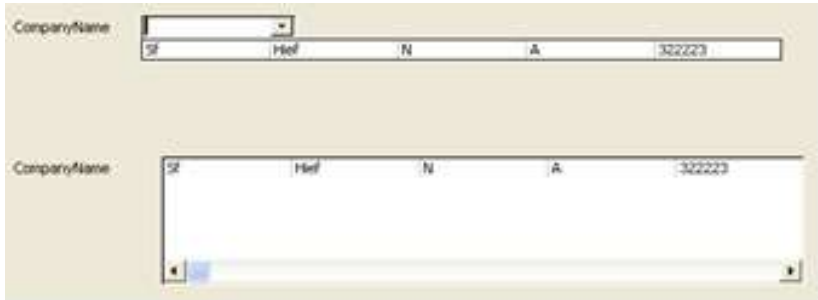 CompanyName
Sf Hief N A 322223
CompanyName Sf Hief N A 322223